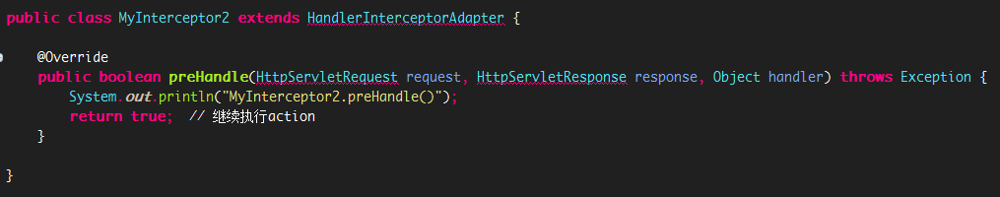 public class MyInterceptor2 extends HandlerInterceptorAdapter {
@Override
public boolean preHandle(HttpServletRequest request, HttpServletResponse response, Object handler) throws Exception {
System.out.println("MyInterceptor2.preHandle()");
return true;  // 继续执行action
}
}